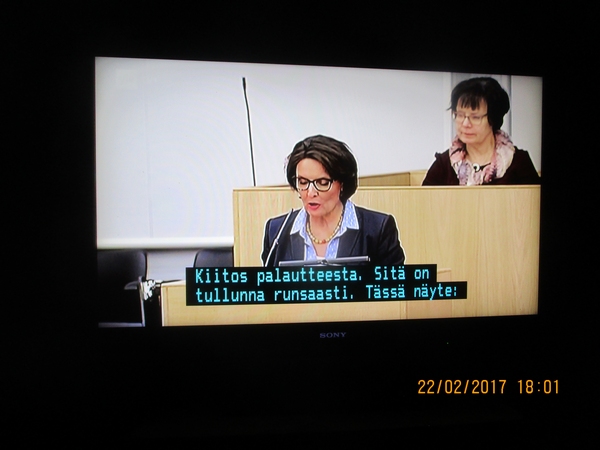 Kiitos palautteesta. Sitä on
tullunna runsaasti. Tässä näyte:
SONY
22/02/2017 18:01